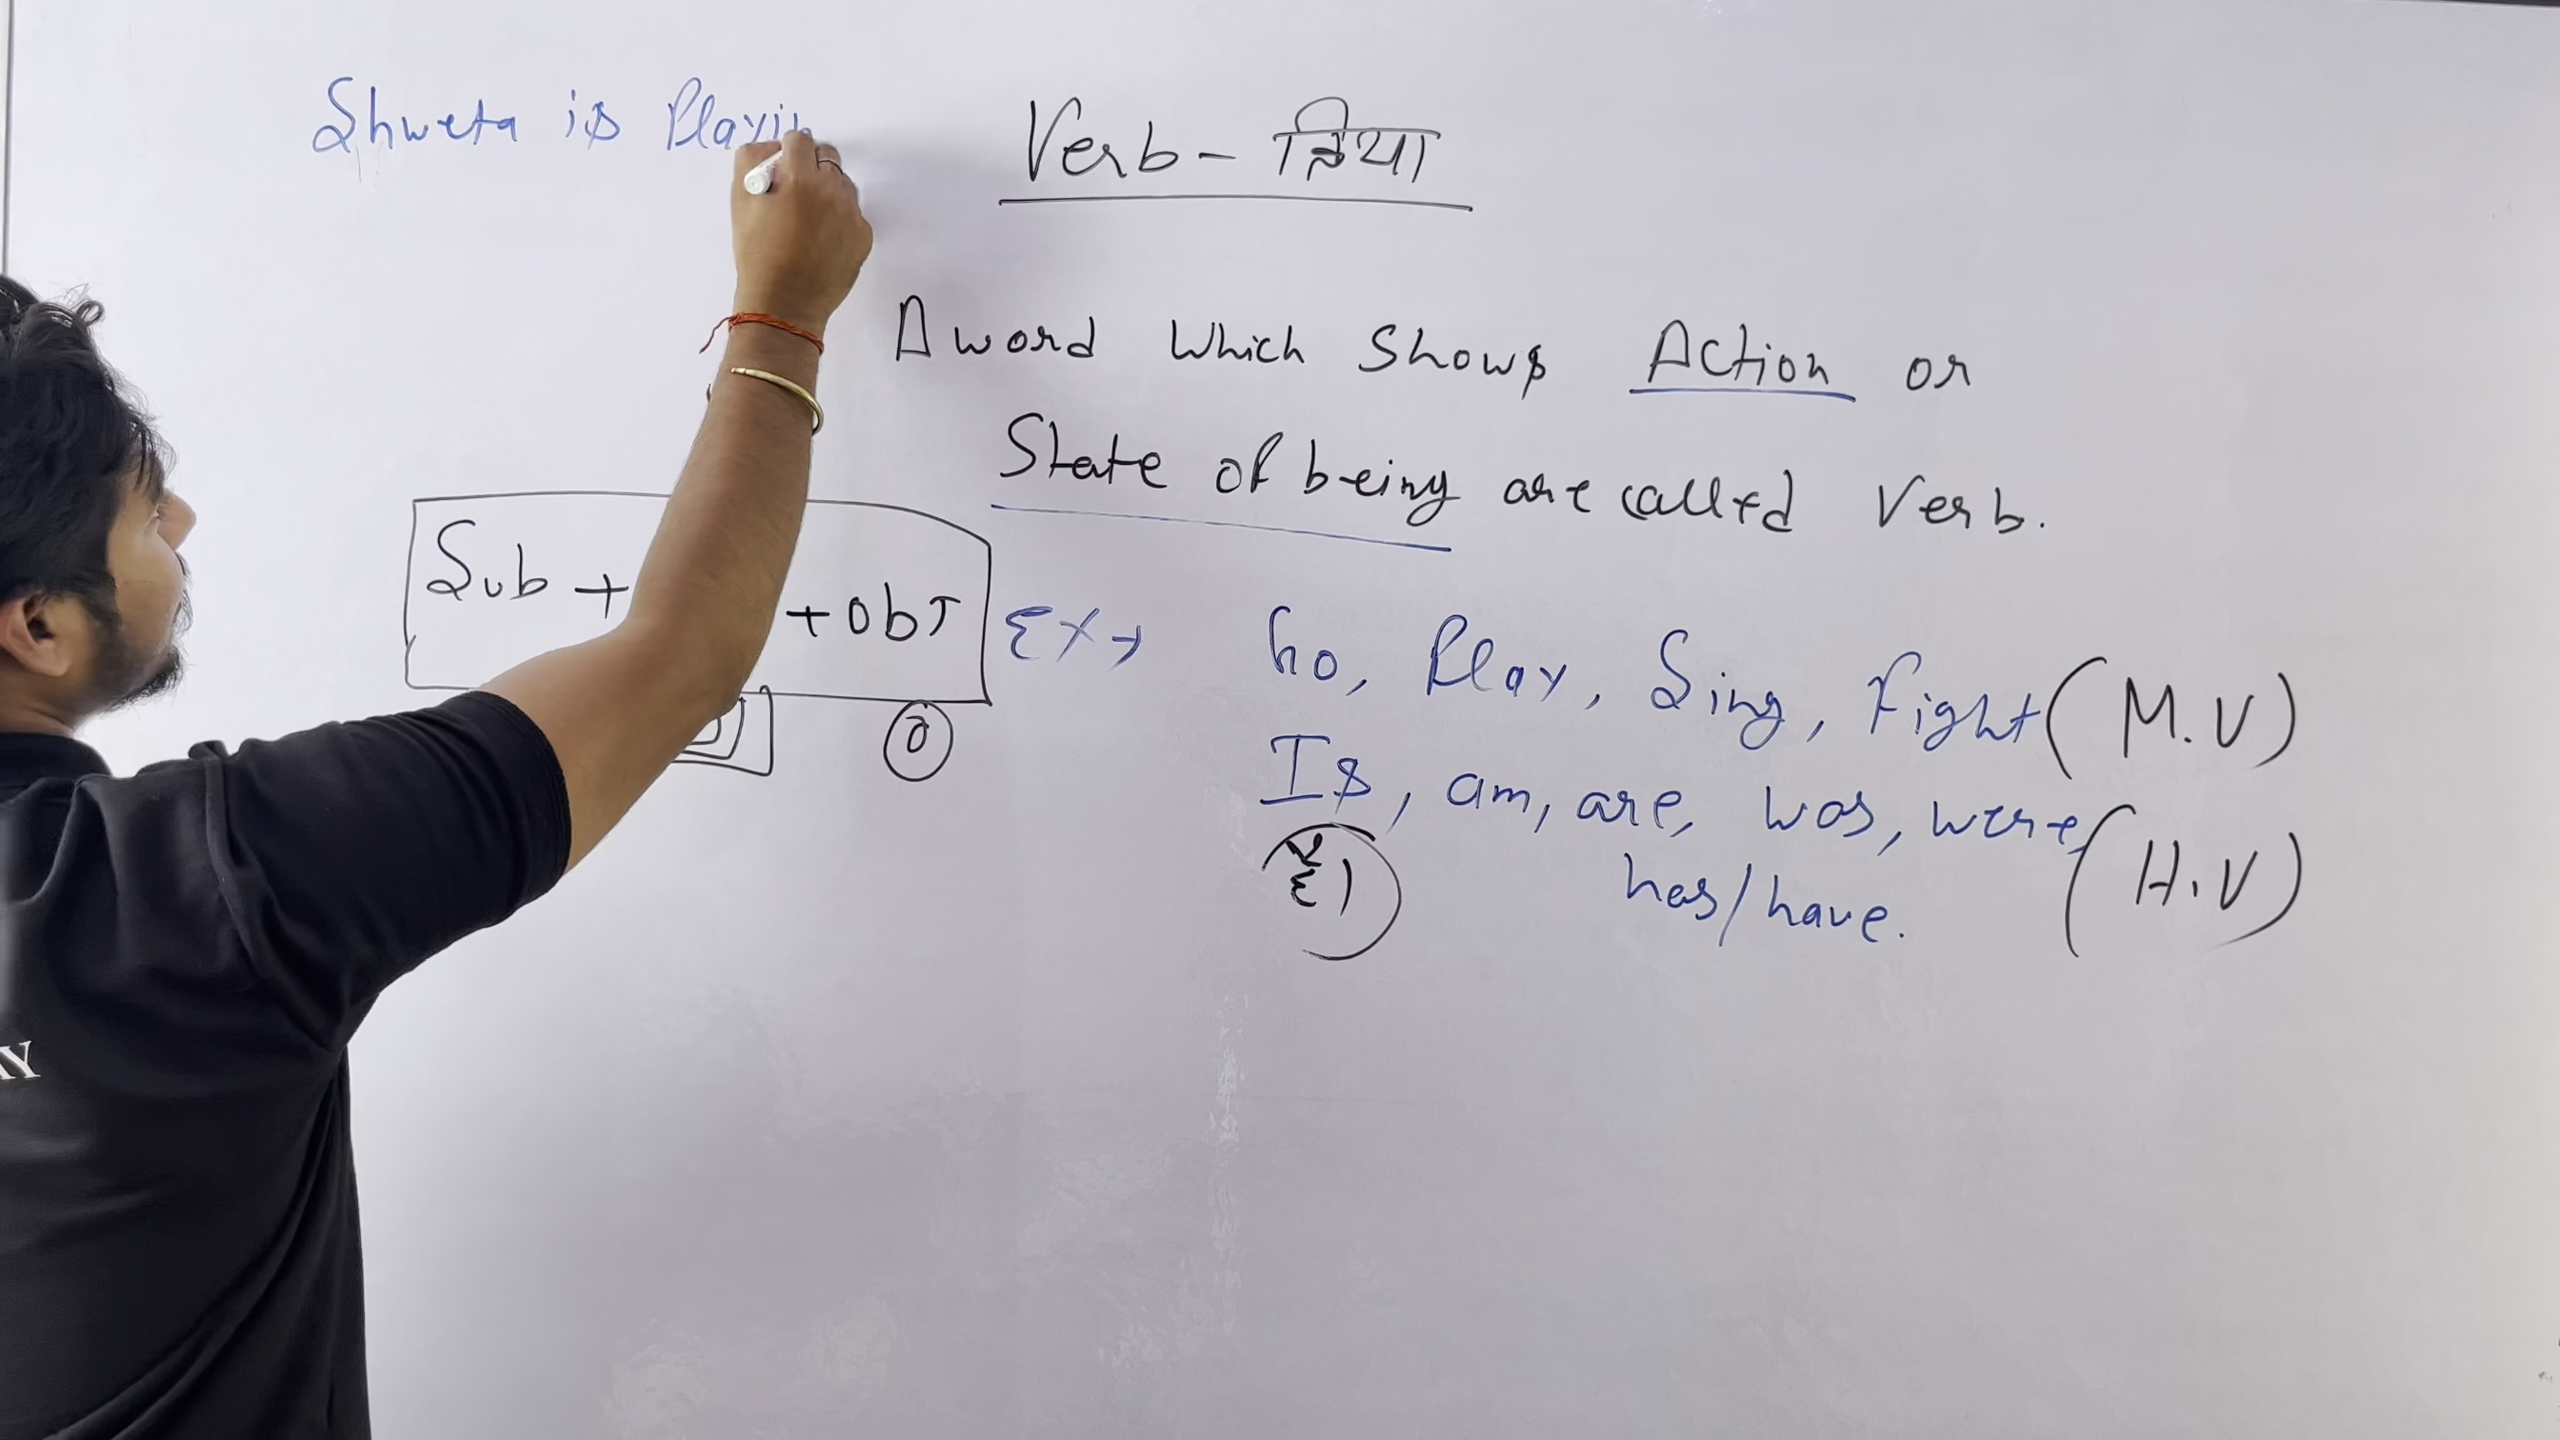 Shweta is Playin
Verb - क्रिया
A word which shows Action or
State of being are called Verb.
Sub + + obJ
Ex → Go, Play, Sing, Fight (M.V)
Is, am, are, was, were, (H.V)
has/have.